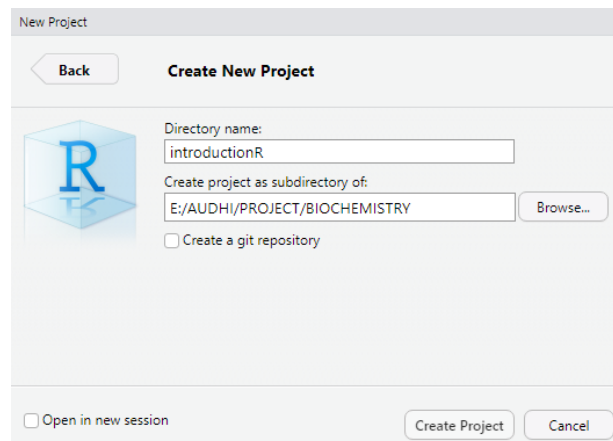 New Project
Back
Create New Project
R
Directory name:
introductionR
Create project as subdirectory of:
E:/AUDHI/PROJECT/BIOCHEMISTRY
Browse...
Create a git repository
Open in new session
Create Project
Cancel